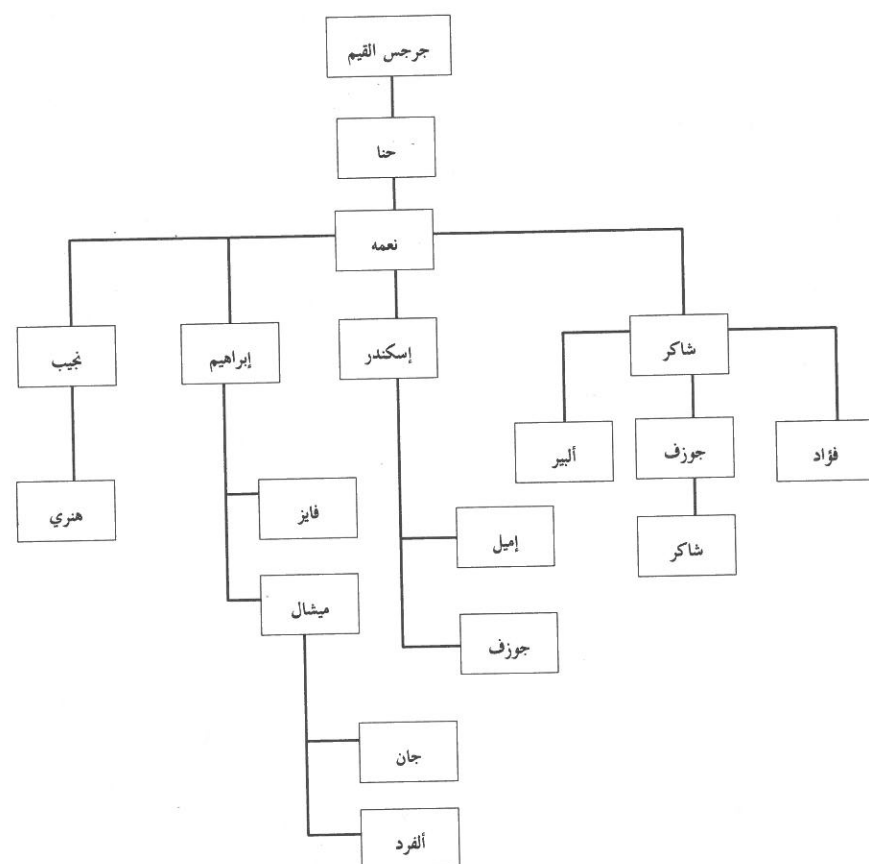 جرجس القيم
حنا
نعمه
شاكر
إسكندر
إبراهيم
نجيب
فؤاد
جوزف
ألبير
شاكر
إميل
جوزف
فايز
ميشال
هنري
جان
ألفرد